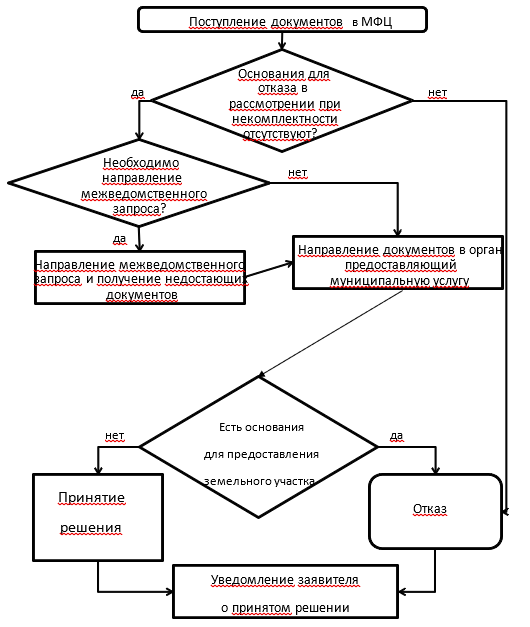 Поступление документов в МФЦ
Основания для
отказа в
рассмотрении при
некомплектности
отсутствуют?
да
нет
Необходимо
направление
межведомственного
запроса?
нет
да
Направление межведомственного
запроса и получение недостающих
документов
Направление документов в орган
предоставляющий
муниципальную услугу
Есть основания
для предоставления
земельного участка
нет
да
Принятие
решения
Отказ
Уведомление заявителя
о принятом решении